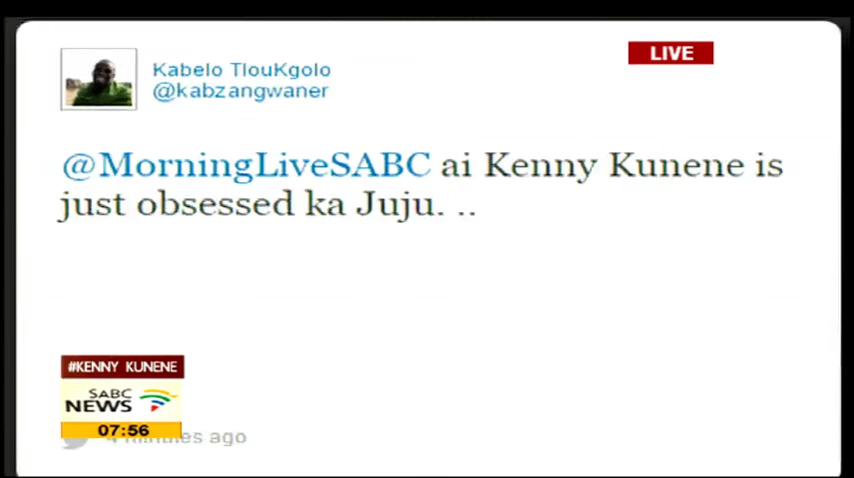 Kabelo TlouKgolo
@kabzangwaner
LIVE
@MorningLiveSABC ai Kenny Kunene is
just obsessed ka Juju. ..
#KENNY KUNENE
SABC
NEWS
07:56
minutes ago